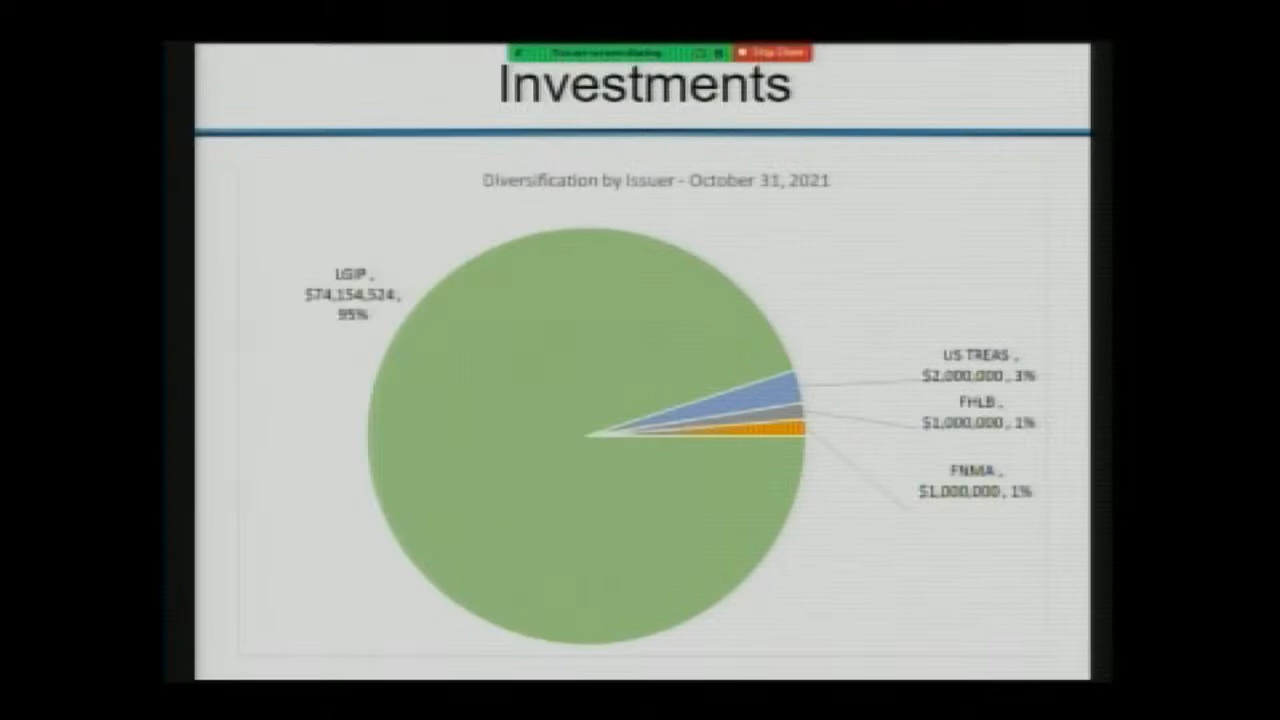 Investments
Diversification by Issuer - October 31, 2021
LGIP ,
$74,154,524 ,
95%
US TREAS ,
$2,000,000 , 3%
FHLB ,
$1,000,000 , 1%
FNMA ,
$1,000,000 , 1%